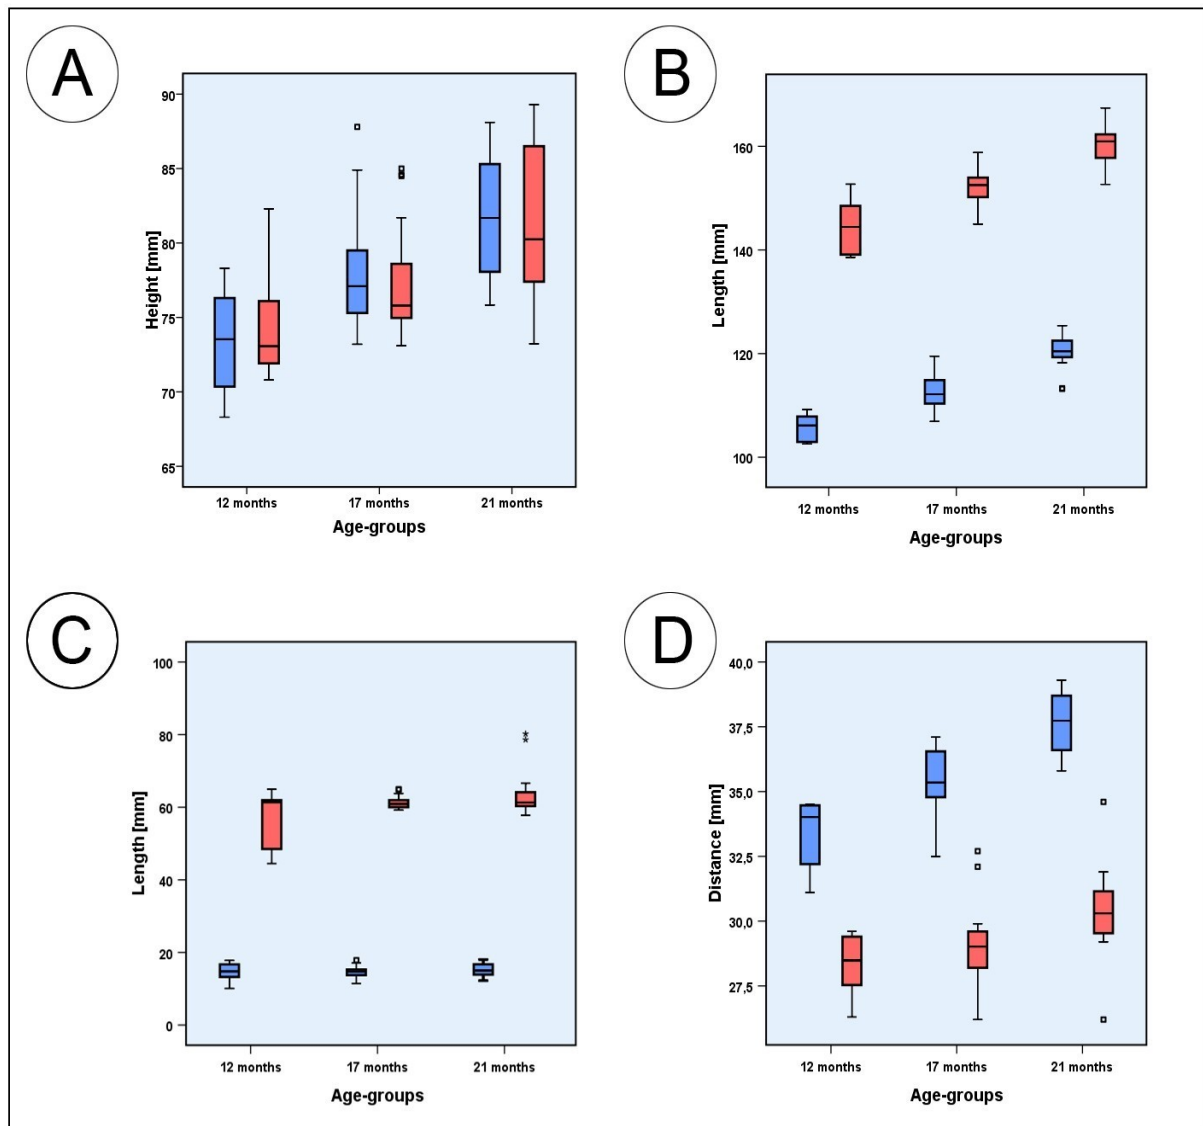 A
90
85
80
75
70
65
Height [mm]
12 months 17 months 21 months
Age-groups
B
160
140
120
100
Length [mm]
12 months 17 months 21 months
Age-groups
C
100
80
60
40
20
0
Length [mm]
12 months 17 months 21 months
Age-groups
D
40,0
37,5
35,0
32,5
30,0
27,5
Distance [mm]
12 months 17 months 21 months
Age-groups